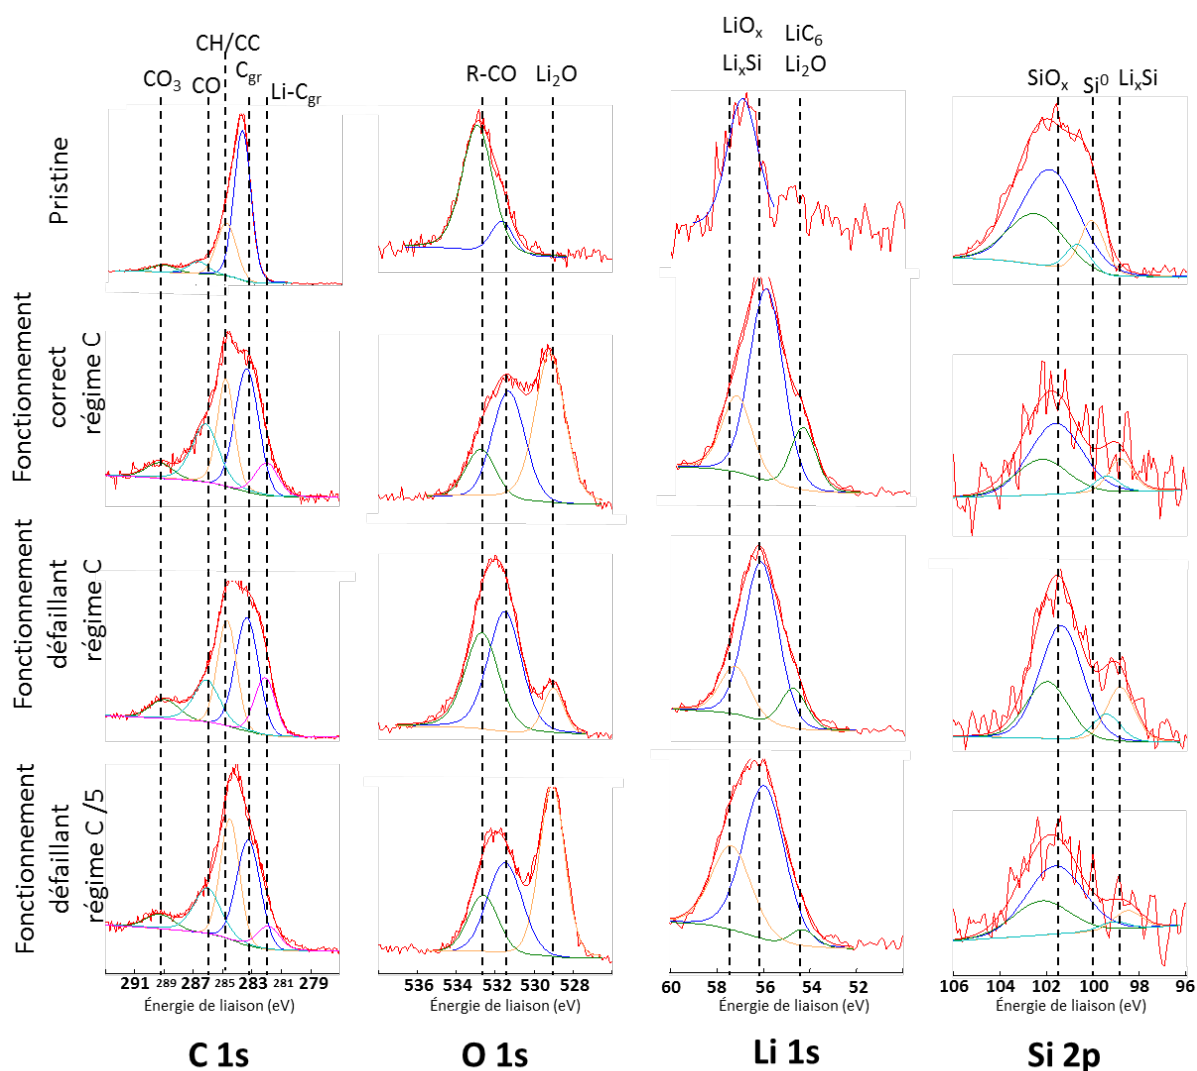 CH/CC
CO₃ CO C_gr Li-C_gr
R-CO Li₂O
LiOₓ LiC₆
LiₓSi Li₂O
SiOₓ Si⁰ LiₓSi
Pristine
Fonctionnement
correct
régime C
Fonctionnement
défaillant
régime C
Fonctionnement
défaillant
régime C /5
291 289 287 285 283 281 279
536 534 532 530 528
60 58 56 54 52
106 104 102 100 98 96
Énergie de liaison (eV) Énergie de liaison (eV) Énergie de liaison (eV) Énergie de liaison (eV)
C 1s O 1s Li 1s Si 2p